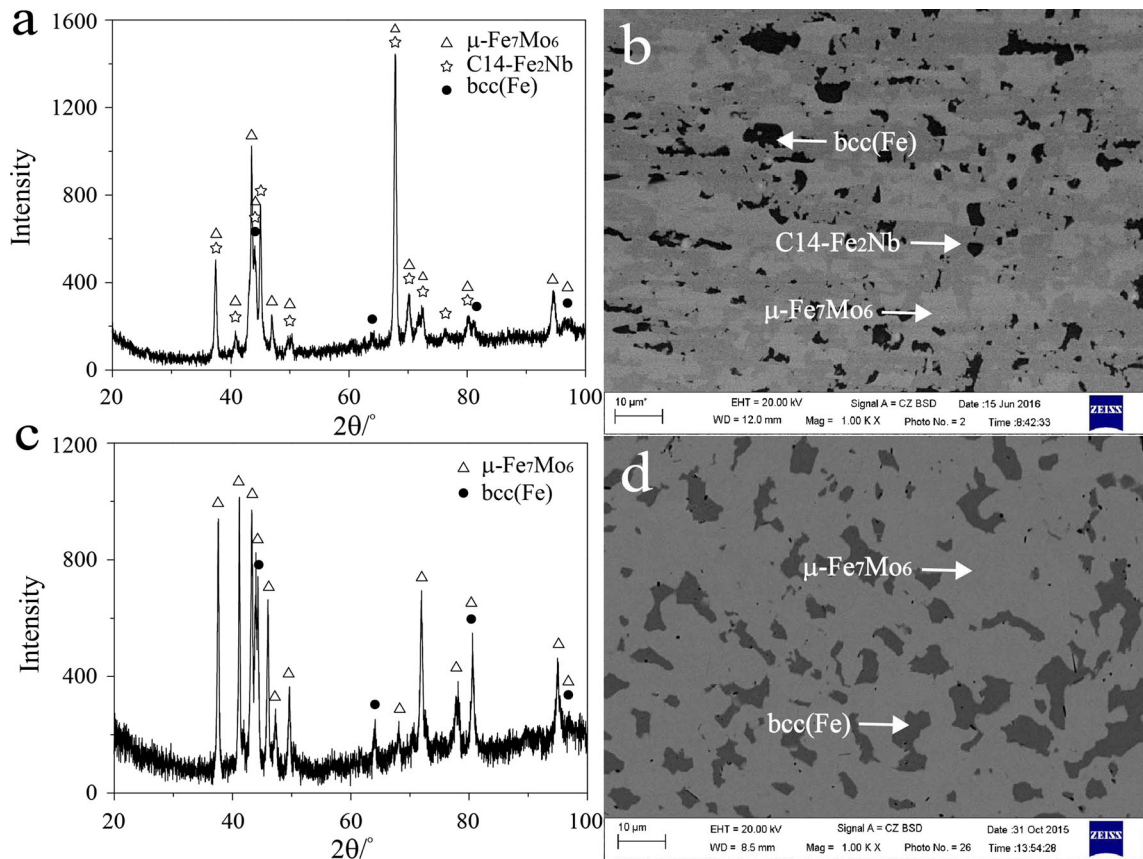 a
1600
1200
800
400
0
Intensity
△ μ-Fe₇Mo₆
☆ C14-Fe₂Nb
● bcc(Fe)
20 40 60 80 100
2θ/°
b
bcc(Fe)
C14-Fe₂Nb
μ-Fe₇Mo₆
10 μm*
EHT = 20.00 kV Signal A = CZ BSD Date :15 Jun 2016
WD = 12.0 mm Mag = 1.00 K X Photo No. = 2 Time :8:42:33
ZEISS
c
1200
800
400
0
Intensity
△ μ-Fe₇Mo₆
● bcc(Fe)
20 40 60 80 100
2θ/°
d
μ-Fe₇Mo₆
bcc(Fe)
10 μm
EHT = 20.00 kV Signal A = CZ BSD Date :31 Oct 2015
WD = 8.5 mm Mag = 1.00 K X Photo No. = 26 Time :13:54:28
ZEISS